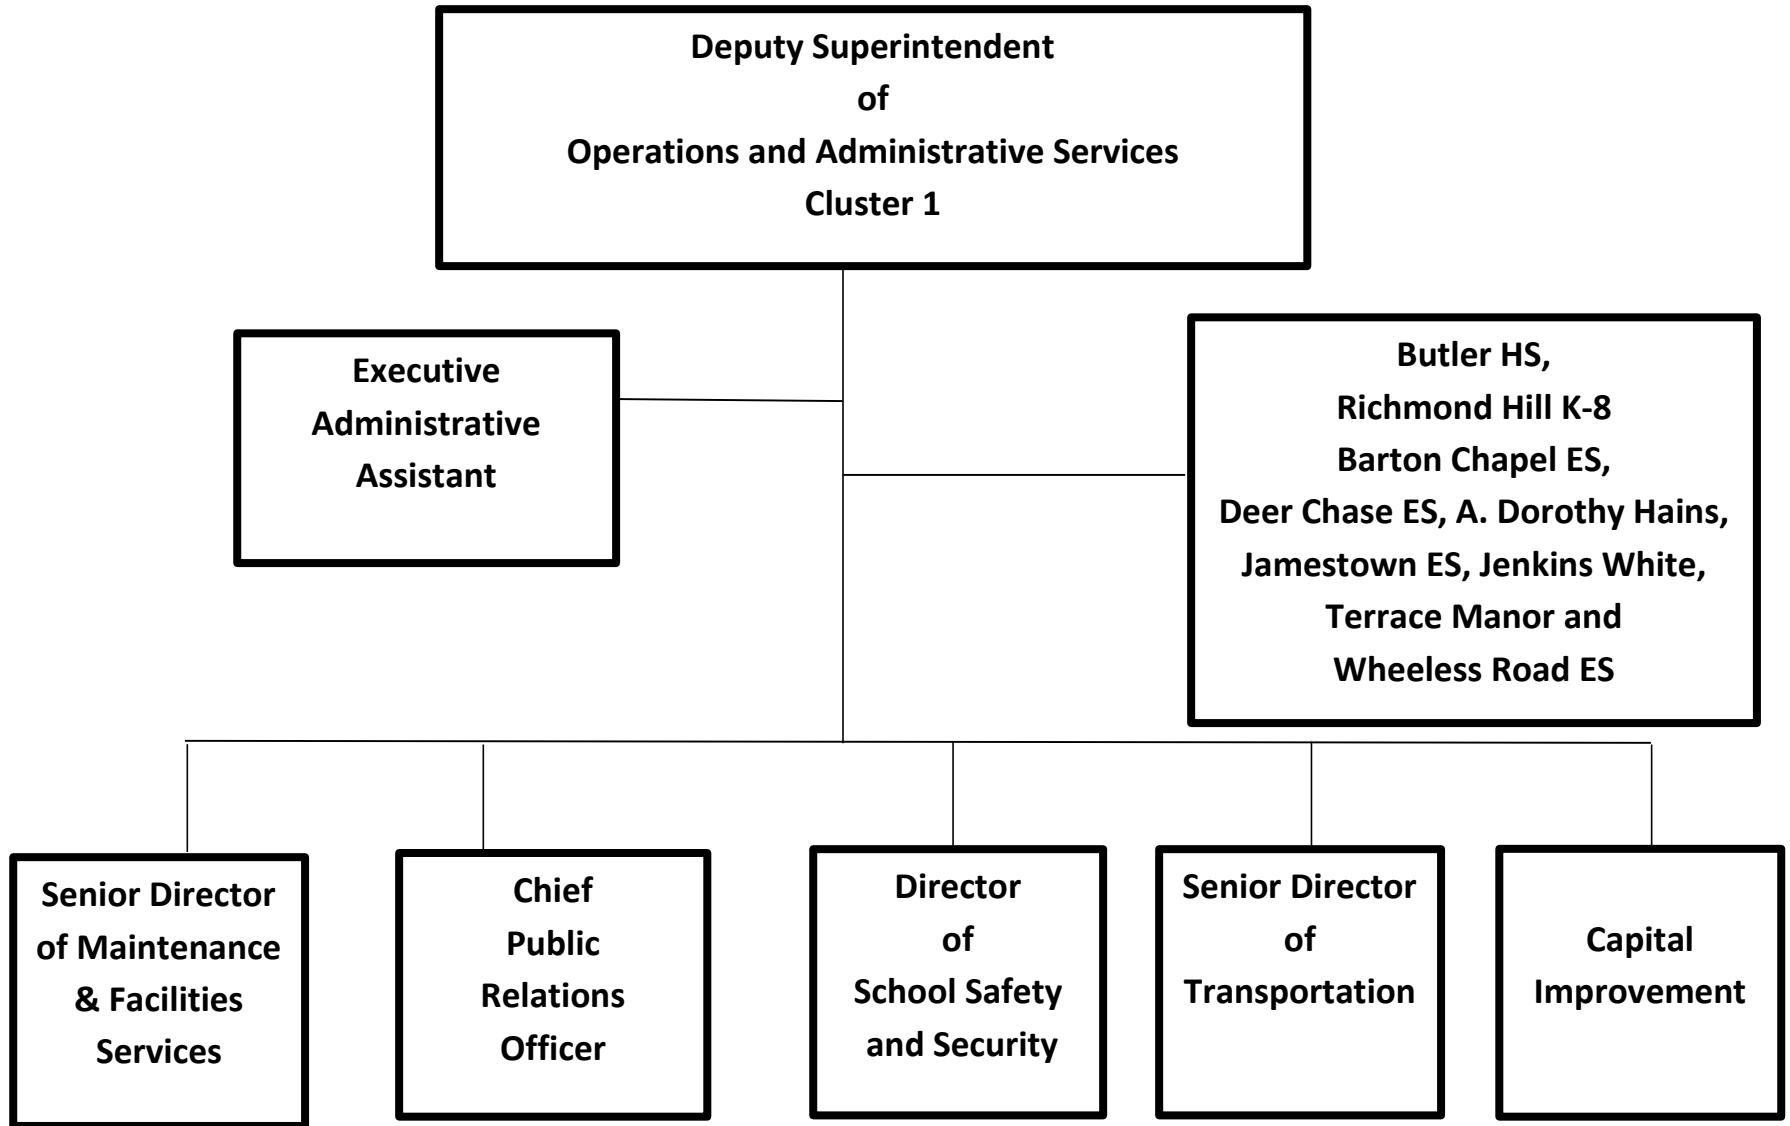 Deputy Superintendent
of
Operations and Administrative Services
Cluster 1
Executive
Administrative
Assistant
Butler HS,
Richmond Hill K-8
Barton Chapel ES,
Deer Chase ES, A. Dorothy Hains,
Jamestown ES, Jenkins White,
Terrace Manor and
Wheeless Road ES
Senior Director
of Maintenance
& Facilities
Services
Chief
Public
Relations
Officer
Director
of
School Safety
and Security
Senior Director
of
Transportation
Capital
Improvement